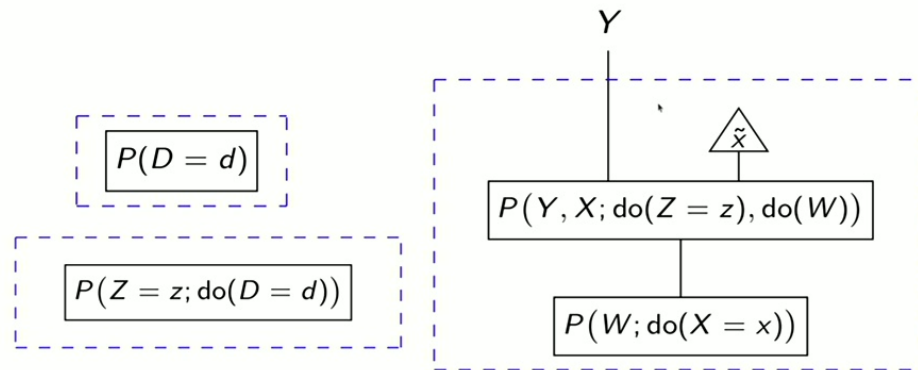 Y
P(D = d)
x̃
P(Y, X; do(Z = z), do(W))
P(Z = z; do(D = d))
P(W; do(X = x))